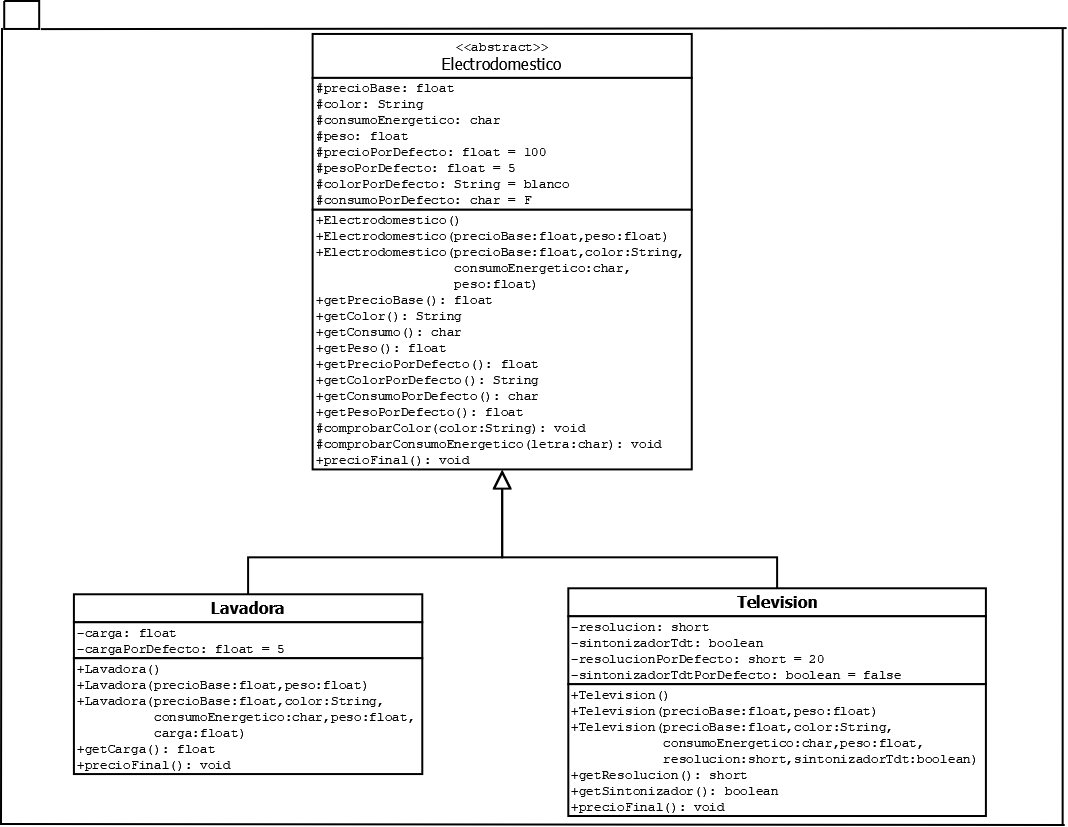 <<abstract>>
Electrodomestico
#precioBase: float
#color: String
#consumoEnergetico: char
#peso: float
#precioPorDefecto: float = 100
#pesoPorDefecto: float = 5
#colorPorDefecto: String = blanco
#consumoPorDefecto: char = F
+Electrodomestico()
+Electrodomestico(precioBase:float,peso:float)
+Electrodomestico(precioBase:float,color:String,
consumoEnergetico:char,
peso:float)
+getPrecioBase(): float
+getColor(): String
+getConsumo(): char
+getPeso(): float
+getPrecioPorDefecto(): float
+getColorPorDefecto(): String
+getConsumoPorDefecto(): char
+getPesoPorDefecto(): float
#comprobarColor(color:String): void
#comprobarConsumoEnergetico(letra:char): void
+precioFinal(): void
Lavadora
-carga: float
-cargaPorDefecto: float = 5
+Lavadora()
+Lavadora(precioBase:float,peso:float)
+Lavadora(precioBase:float,color:String,
consumoEnergetico:char,peso:float,
carga:float)
+getCarga(): float
+precioFinal(): void
Television
-resolucion: short
-sintonizadorTdt: boolean
-resolucionPorDefecto: short = 20
-sintonizadorTdtPorDefecto: boolean = false
+Television()
+Television(precioBase:float,peso:float)
+Television(precioBase:float,color:String,
consumoEnergetico:char,peso:float,
resolucion:short,sintonizadorTdt:boolean)
+getResolucion(): short
+getSintonizador(): boolean
+precioFinal(): void